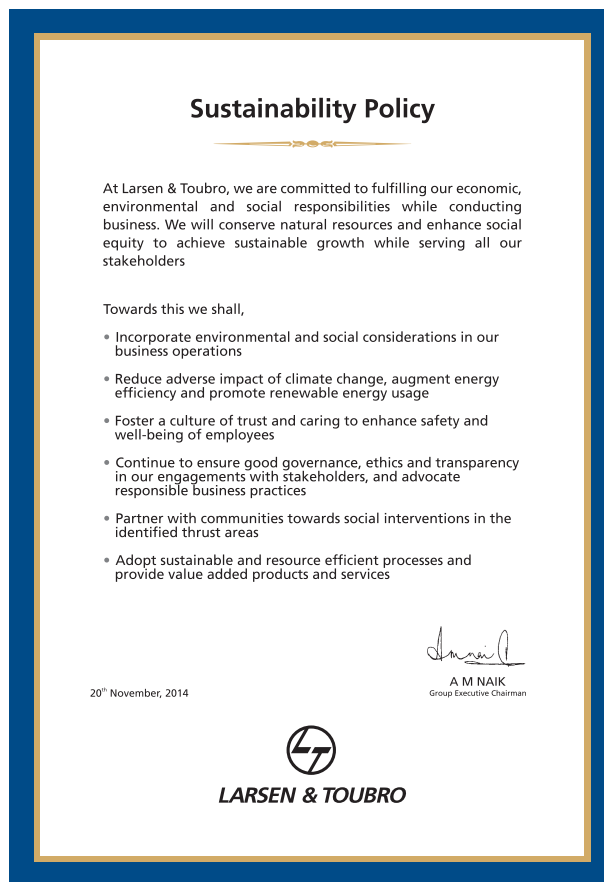 Sustainability Policy
At Larsen & Toubro, we are committed to fulfilling our economic,
environmental and social responsibilities while conducting
business. We will conserve natural resources and enhance social
equity to achieve sustainable growth while serving all our
stakeholders
Towards this we shall,
• Incorporate environmental and social considerations in our
business operations
• Reduce adverse impact of climate change, augment energy
efficiency and promote renewable energy usage
• Foster a culture of trust and caring to enhance safety and
well-being of employees
• Continue to ensure good governance, ethics and transparency
in our engagements with stakeholders, and advocate
responsible business practices
• Partner with communities towards social interventions in the
identified thrust areas
• Adopt sustainable and resource efficient processes and
provide value added products and services
A M NAIK
20th November, 2014
Group Executive Chairman
LT
LARSEN & TOUBRO